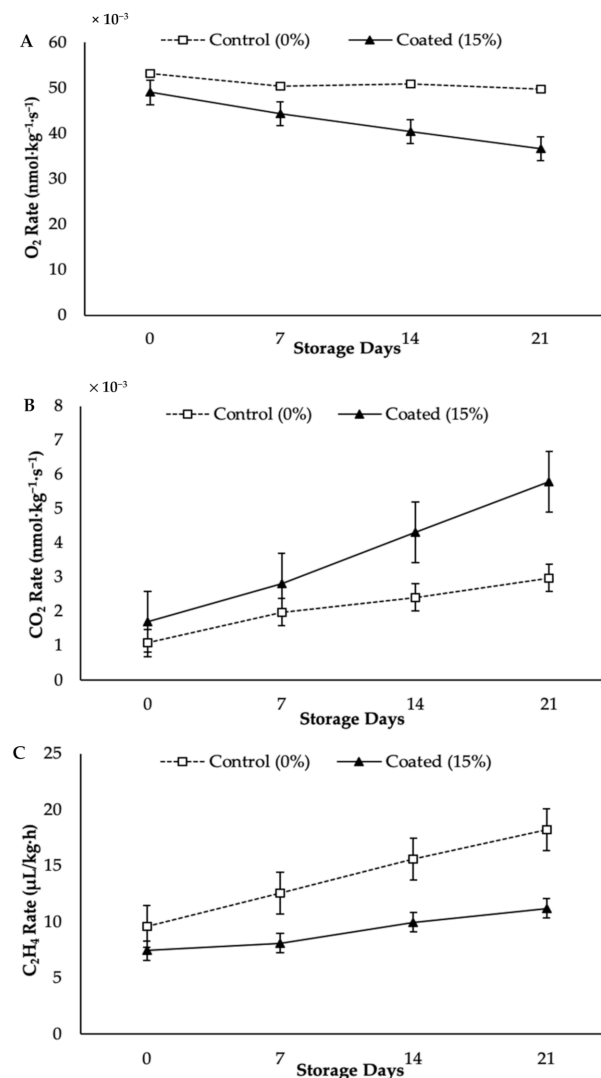 × 10⁻³
A
60
Control (0%) Coated (15%)
50
40
30
20
10
0
O₂ Rate (nmol·kg⁻¹·s⁻¹)
0 7 14 21
Storage Days
× 10⁻³
B
8
Control (0%) Coated (15%)
7
6
5
4
3
2
1
0
CO₂ Rate (nmol·kg⁻¹·s⁻¹)
0 7 14 21
Storage Days
C
25
Control (0%) Coated (15%)
20
15
10
5
0
C₂H₄ Rate (µL/kg·h)
0 7 14 21
Storage Days